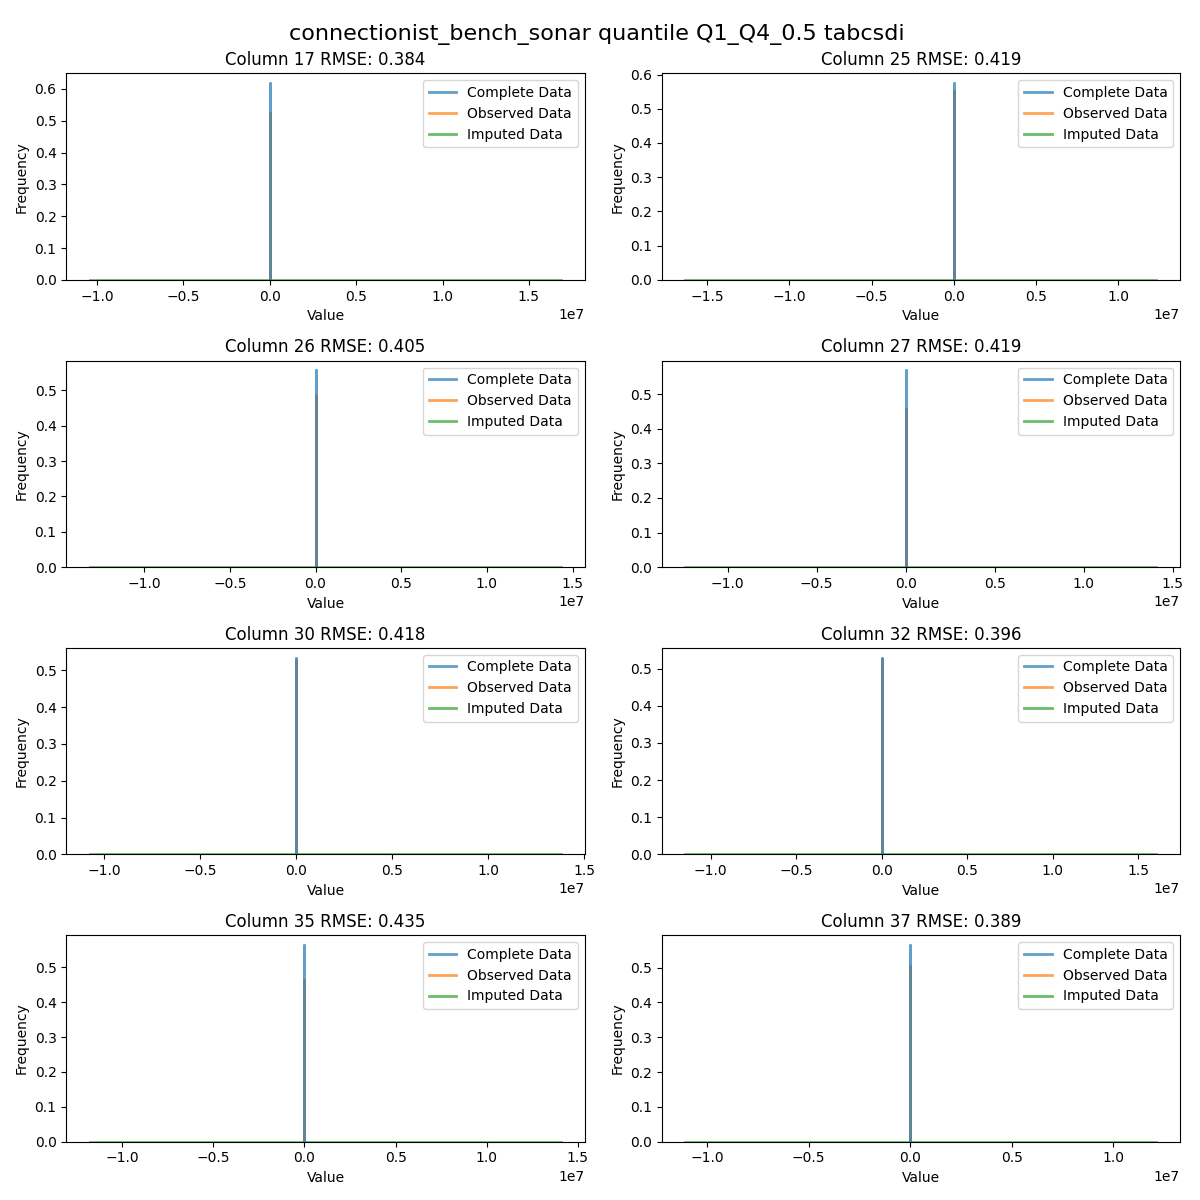 connectionist_bench_sonar quantile Q1_Q4_0.5 tabcsdi
Column 17 RMSE: 0.384
Frequency
0.6
0.5
0.4
0.3
0.2
0.1
0.0
Complete Data
Observed Data
Imputed Data
−1.0 −0.5 0.0 0.5 1.0 1.5
1e7
Value
Column 25 RMSE: 0.419
Frequency
0.6
0.5
0.4
0.3
0.2
0.1
0.0
Complete Data
Observed Data
Imputed Data
−1.5 −1.0 −0.5 0.0 0.5 1.0
1e7
Value
Column 26 RMSE: 0.405
Frequency
0.5
0.4
0.3
0.2
0.1
0.0
Complete Data
Observed Data
Imputed Data
−1.0 −0.5 0.0 0.5 1.0 1.5
1e7
Value
Column 27 RMSE: 0.419
Frequency
0.5
0.4
0.3
0.2
0.1
0.0
Complete Data
Observed Data
Imputed Data
−1.0 −0.5 0.0 0.5 1.0 1.5
1e7
Value
Column 30 RMSE: 0.418
Frequency
0.5
0.4
0.3
0.2
0.1
0.0
Complete Data
Observed Data
Imputed Data
−1.0 −0.5 0.0 0.5 1.0 1.5
1e7
Value
Column 32 RMSE: 0.396
Frequency
0.5
0.4
0.3
0.2
0.1
0.0
Complete Data
Observed Data
Imputed Data
−1.0 −0.5 0.0 0.5 1.0 1.5
1e7
Value
Column 35 RMSE: 0.435
Frequency
0.5
0.4
0.3
0.2
0.1
0.0
Complete Data
Observed Data
Imputed Data
−1.0 −0.5 0.0 0.5 1.0 1.5
1e7
Value
Column 37 RMSE: 0.389
Frequency
0.5
0.4
0.3
0.2
0.1
0.0
Complete Data
Observed Data
Imputed Data
−1.0 −0.5 0.0 0.5 1.0
1e7
Value